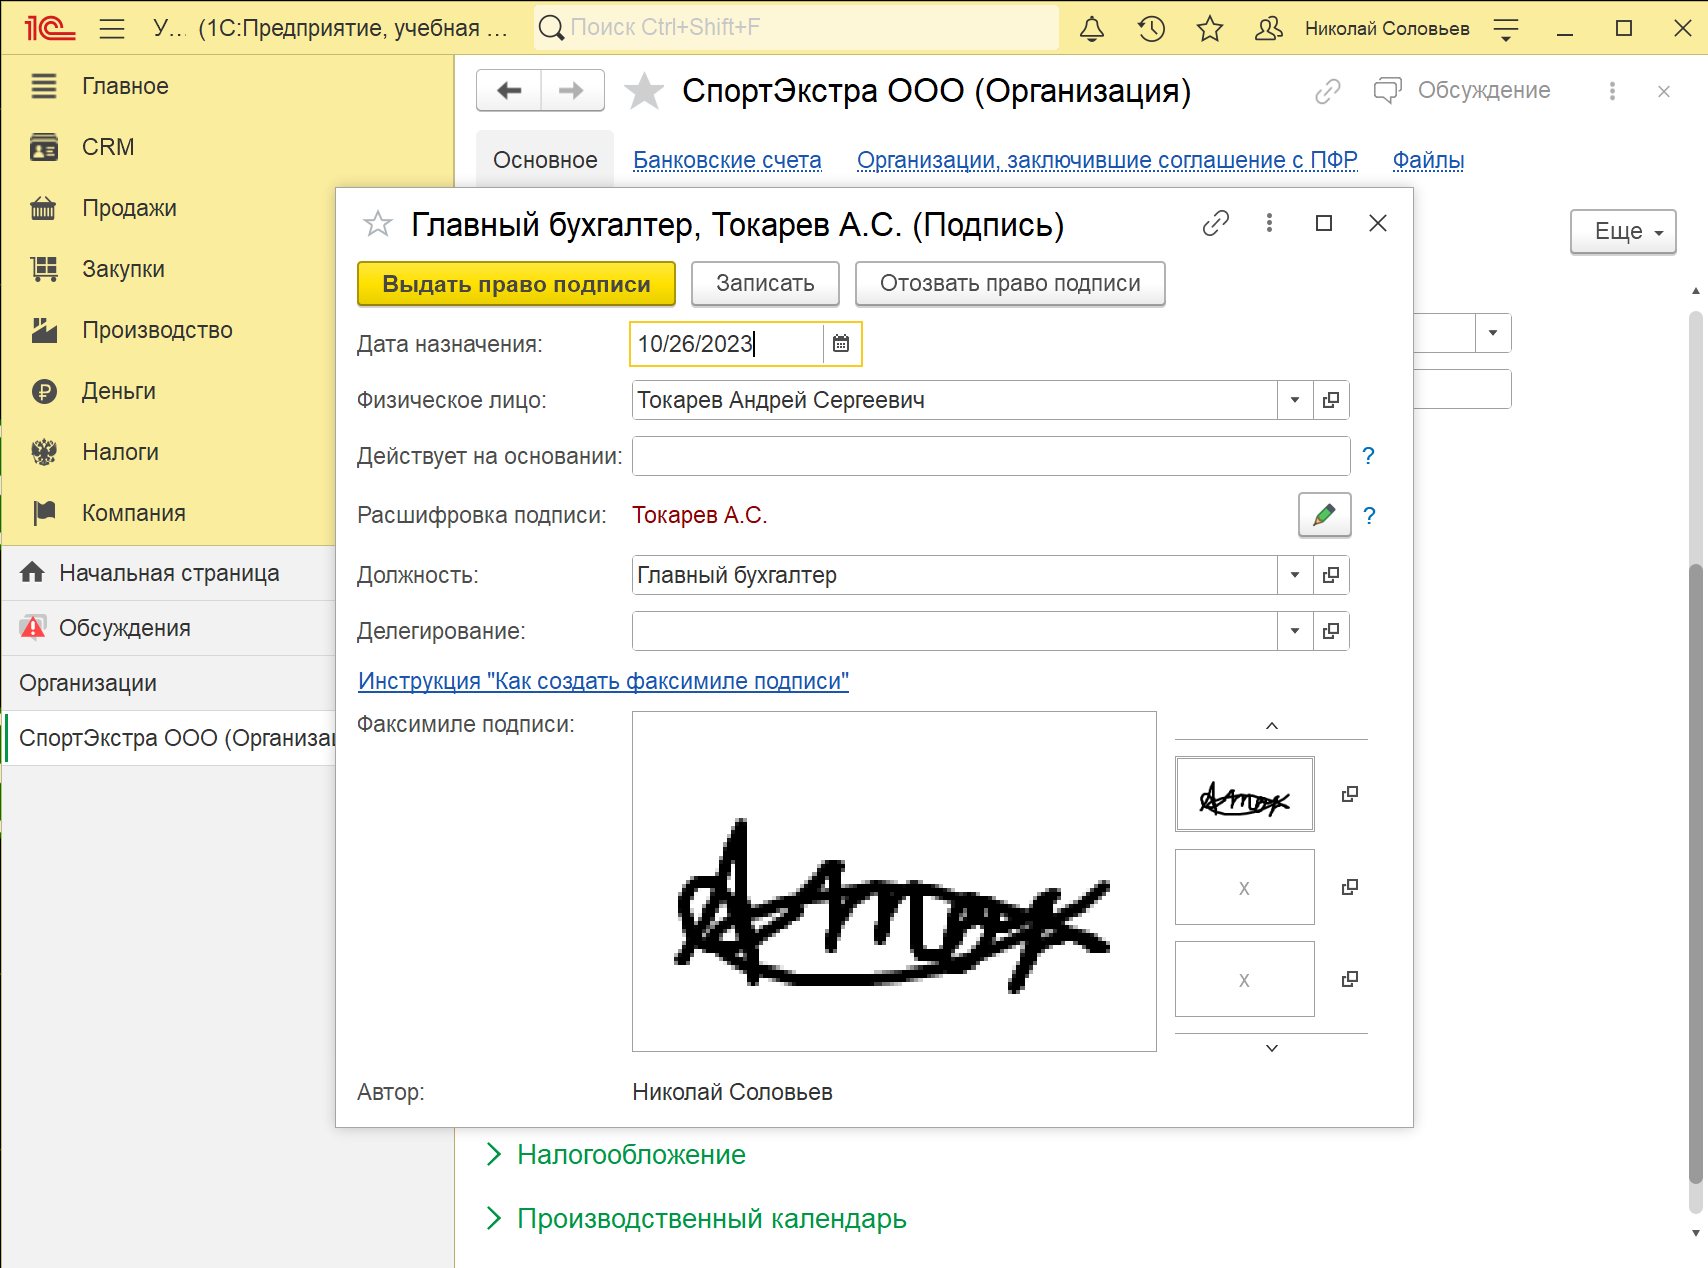 1С У... (1С:Предприятие, учебная ... Поиск Ctrl+Shift+F Николай Соловьев
Главное
CRM
Продажи
Закупки
Производство
Деньги
Налоги
Компания
Начальная страница
Обсуждения
Организации
СпортЭкстра ООО (Организац
СпортЭкстра ООО (Организация) Обсуждение
Основное Банковские счета Организации, заключившие соглашение с ПФР Файлы
Еще
Главный бухгалтер, Токарев А.С. (Подпись)
Выдать право подписи Записать Отозвать право подписи
Дата назначения: 10/26/2023
Физическое лицо: Токарев Андрей Сергеевич
Действует на основании: ?
Расшифровка подписи: Токарев А.С. ?
Должность: Главный бухгалтер
Делегирование:
Инструкция "Как создать факсимиле подписи"
Факсимиле подписи:
x
x
Автор: Николай Соловьев
Налогообложение
Производственный календарь